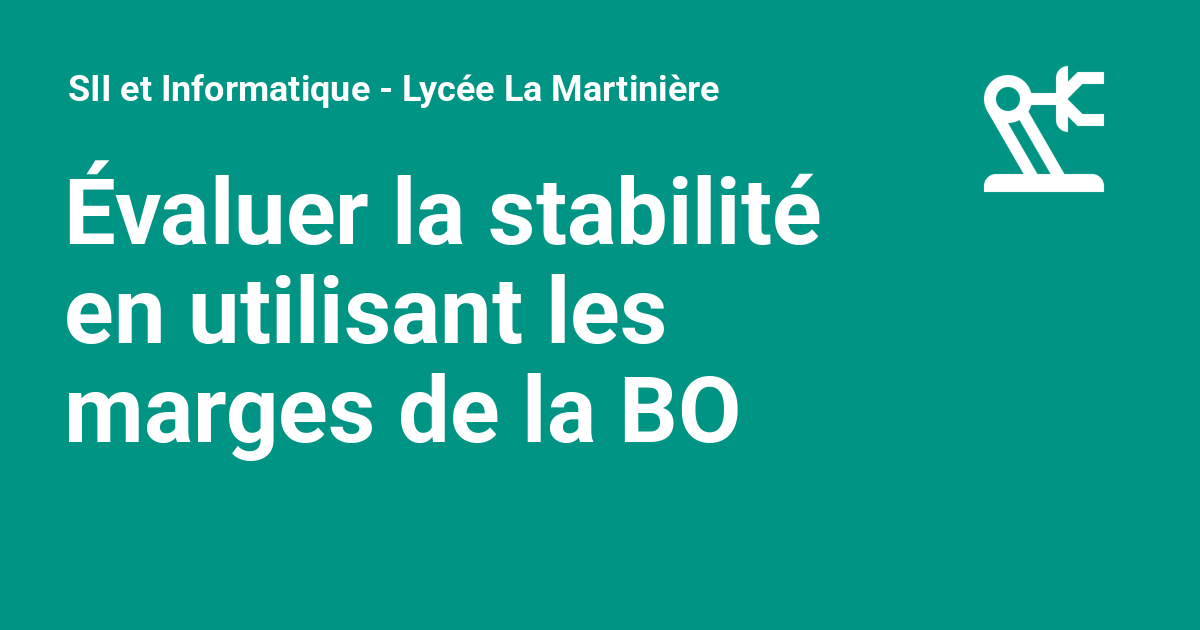 SII et Informatique - Lycée La Martinière
Évaluer la stabilité
en utilisant les
marges de la BO